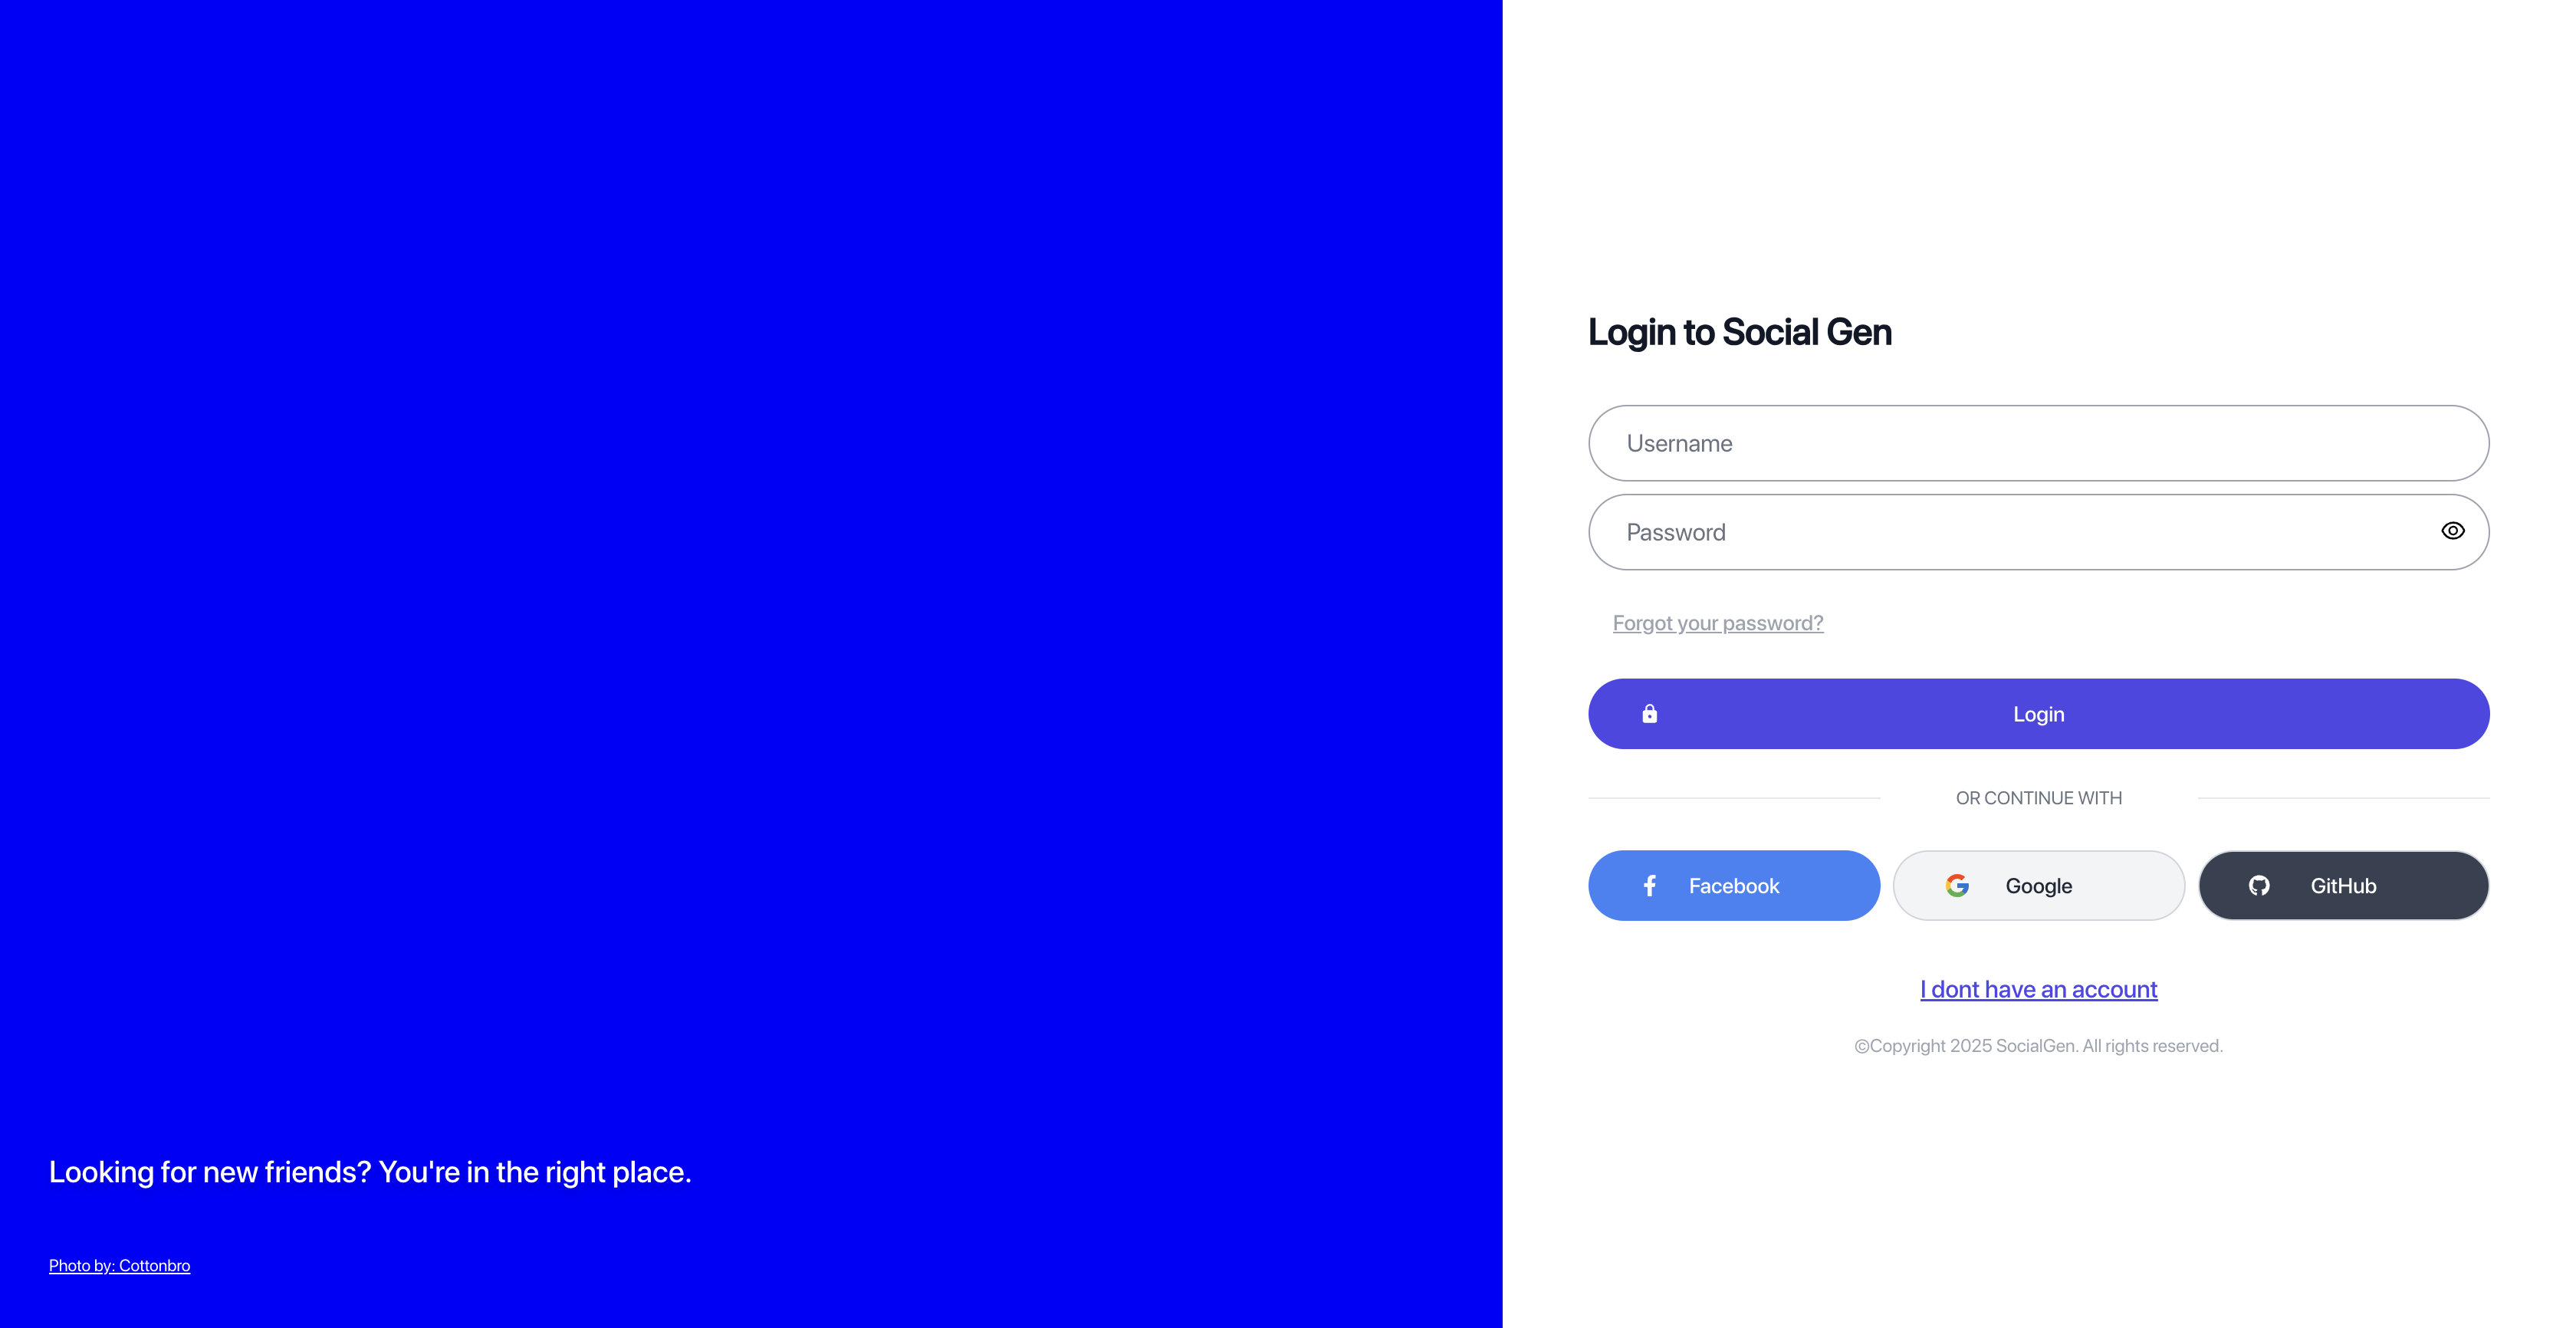 Looking for new friends? You're in the right place.
Photo by: Cottonbro
Login to Social Gen
Username
Password
Forgot your password?
Login
OR CONTINUE WITH
Facebook
Google
GitHub
I dont have an account
©Copyright 2025 SocialGen. All rights reserved.